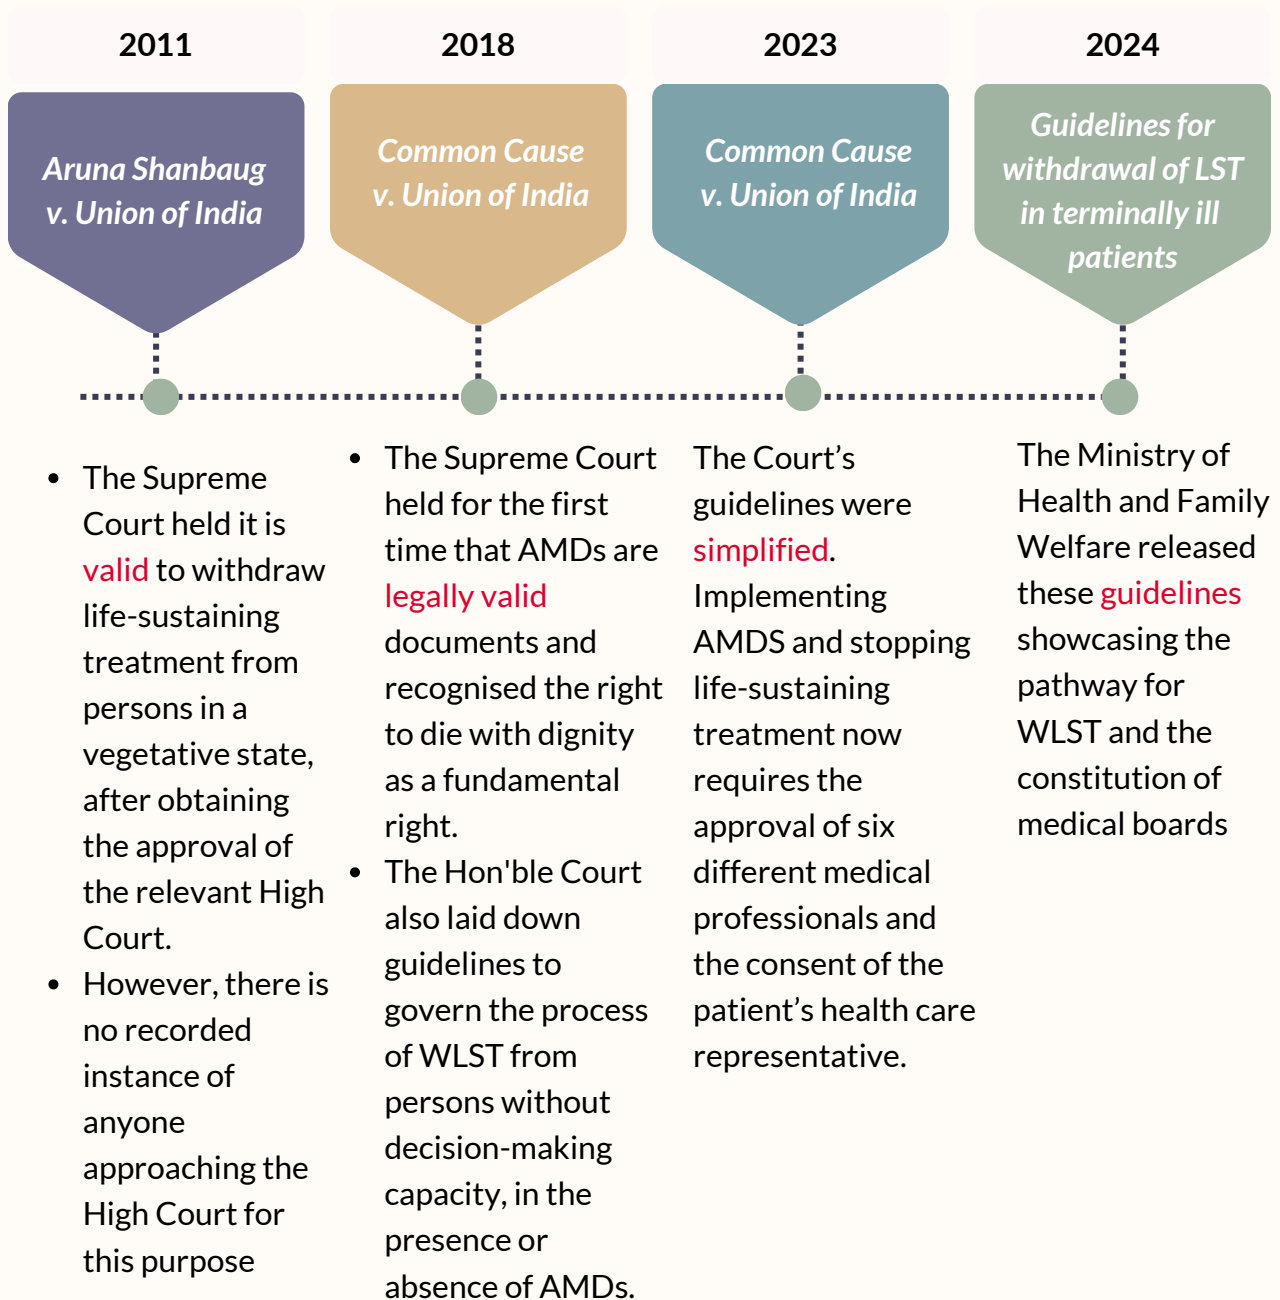 2011
Aruna Shanbaug
v. Union of India
• The Supreme
Court held it is
valid to withdraw
life-sustaining
treatment from
persons in a
vegetative state,
after obtaining
the approval of
the relevant High
Court.
• However, there is
no recorded
instance of
anyone
approaching the
High Court for
this purpose
2018
Common Cause
v. Union of India
• The Supreme Court
held for the first
time that AMDs are
legally valid
documents and
recognised the right
to die with dignity
as a fundamental
right.
• The Hon'ble Court
also laid down
guidelines to
govern the process
of WLST from
persons without
decision-making
capacity, in the
presence or
absence of AMDs.
2023
Common Cause
v. Union of India
The Court’s
guidelines were
simplified.
Implementing
AMDS and stopping
life-sustaining
treatment now
requires the
approval of six
different medical
professionals and
the consent of the
patient’s health care
representative.
2024
Guidelines for
withdrawal of LST
in terminally ill
patients
The Ministry of
Health and Family
Welfare released
these guidelines
showcasing the
pathway for
WLST and the
constitution of
medical boards